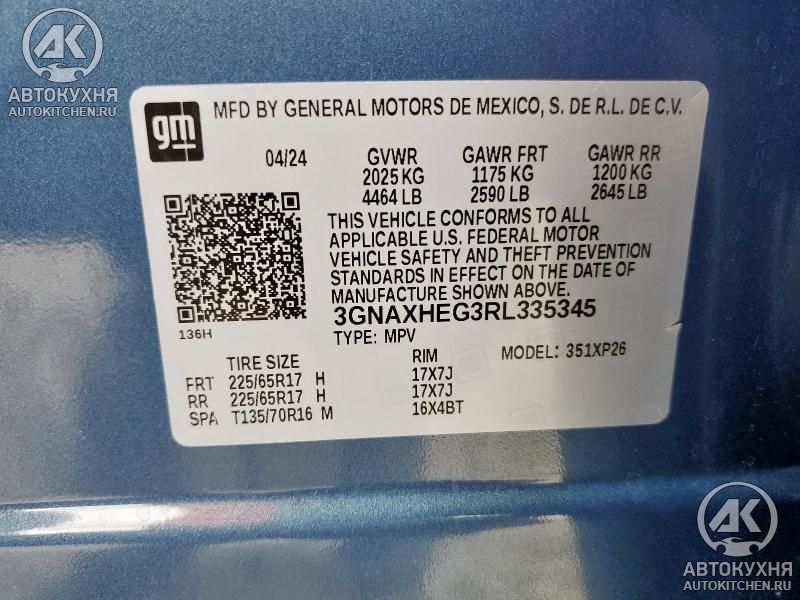 AK
АВТОКУХНЯ
AUTOKITCHEN.RU
gm
MFD BY GENERAL MOTORS DE MEXICO, S. DE R.L. DE C.V.
04/24 GVWR GAWR FRT GAWR RR
2025 KG 1175 KG 1200 KG
4464 LB 2590 LB 2645 LB
THIS VEHICLE CONFORMS TO ALL
APPLICABLE U.S. FEDERAL MOTOR
VEHICLE SAFETY AND THEFT PREVENTION
STANDARDS IN EFFECT ON THE DATE OF
MANUFACTURE SHOWN ABOVE.
3GNAXHEG3RL335345
136H
TYPE: MPV MODEL: 351XP26
TIRE SIZE RIM
FRT 225/65R17 H 17X7J
RR 225/65R17 H 17X7J
SPA T135/70R16 M 16X4BT
AK
АВТОКУХНЯ
AUTOKITCHEN.RU